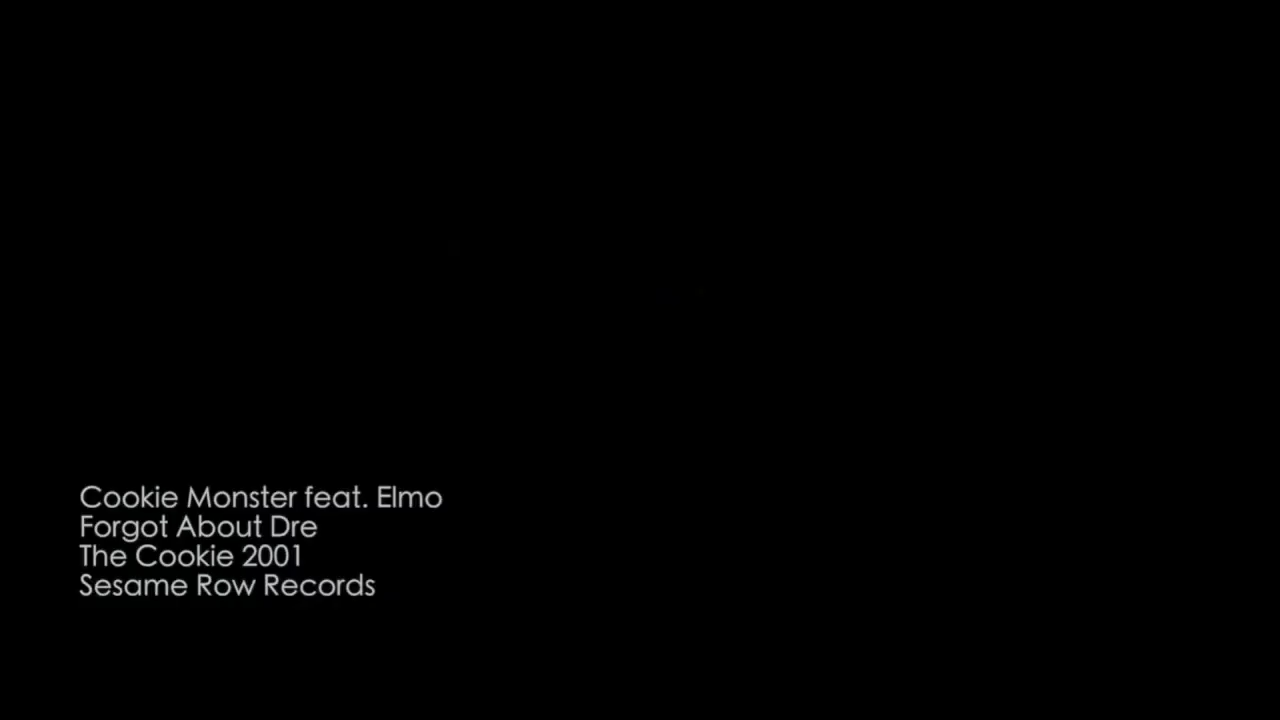 Cookie Monster feat. Elmo
Forgot About Dre
The Cookie 2001
Sesame Row Records